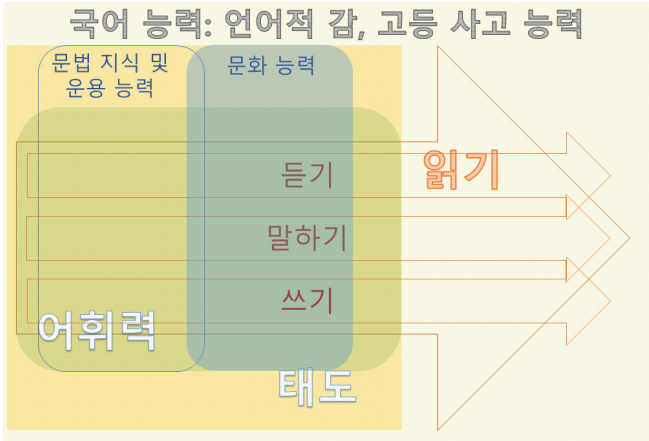 국어 능력: 언어적 감, 고등 사고 능력
문법 지식 및
운용 능력
문화 능력
듣기
읽기
말하기
쓰기
어휘력
태도